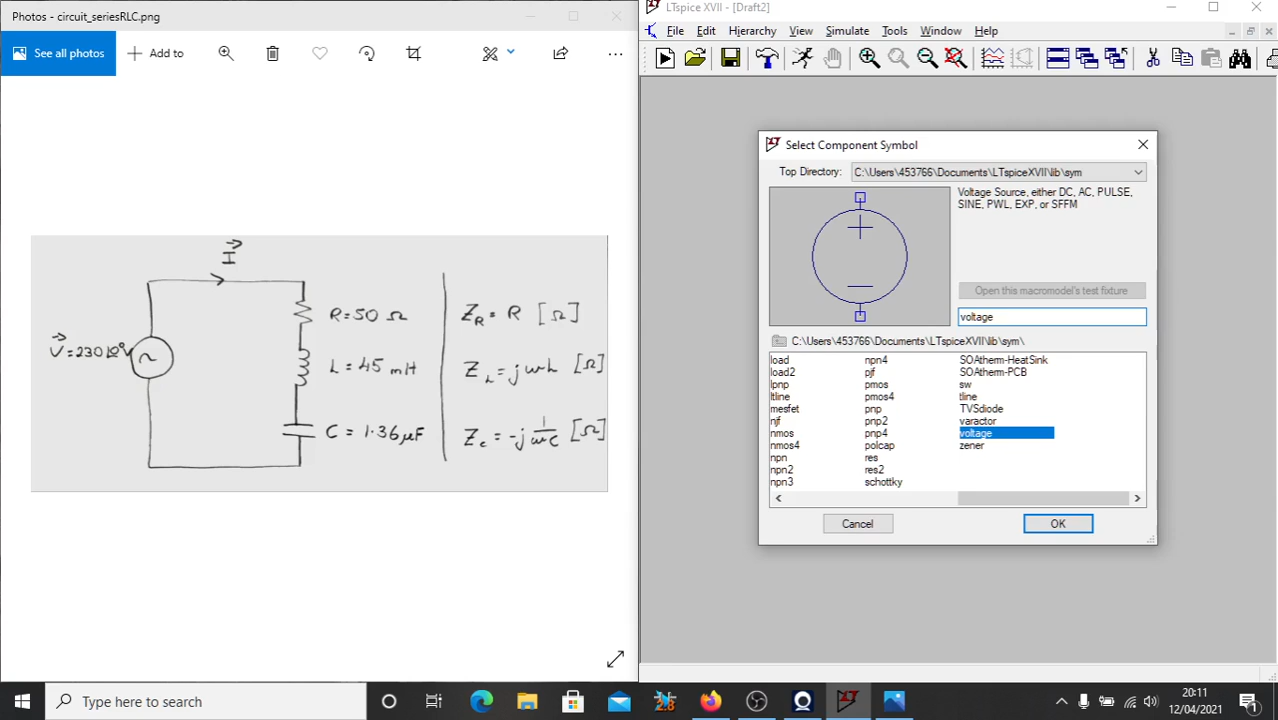 Photos - circuit_seriesRLC.png
See all photos
Add to
I
V = 230∠0°V
R = 50 Ω
L = 45 mH
C = 1.36µF
Z_R = R [Ω]
Z_L = jωL [Ω]
Z_C = -j 1/ωC [Ω]
LTspice XVII - [Draft2]
File Edit Hierarchy View Simulate Tools Window Help
Select Component Symbol
Top Directory: C:\Users\453766\Documents\LTspiceXVII\lib\sym
Voltage Source, either DC, AC, PULSE,
SINE, PWL, EXP, or SOFFM
Open this macromodel's test fixture
voltage
C:\Users\453766\Documents\LTspiceXVII\lib\sym\
load npn4 SOAtherm-HeatSink
load2 pjf SOAtherm-PCB
lpnp pmos sw
ltline pmos4 tline
mesfet pnp TVSdiode
njf pnp2 varactor
nmos pnp4 voltage
nmos4 polcap zener
npn res
npn2 res2
npn3 schottky
Cancel OK
Type here to search
2.8
20:11
12/04/2021
1